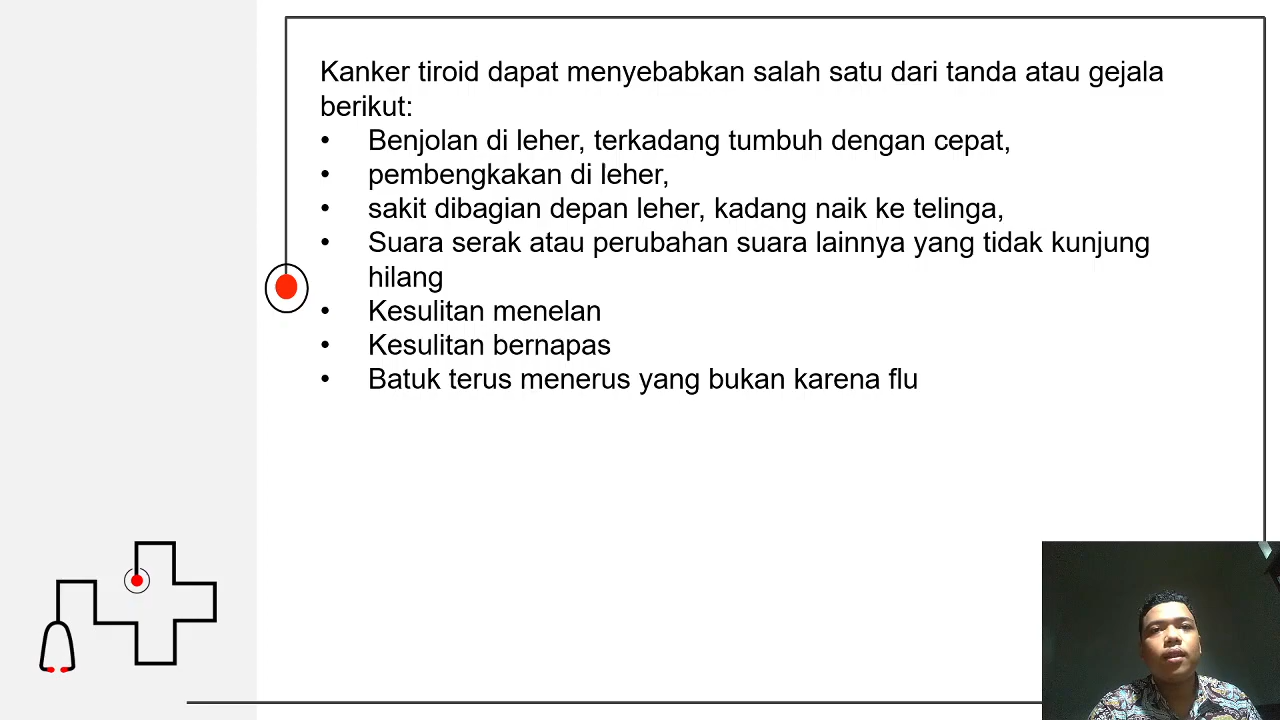 Kanker tiroid dapat menyebabkan salah satu dari tanda atau gejala
berikut:
• Benjolan di leher, terkadang tumbuh dengan cepat,
• pembengkakan di leher,
• sakit dibagian depan leher, kadang naik ke telinga,
• Suara serak atau perubahan suara lainnya yang tidak kunjung
hilang
• Kesulitan menelan
• Kesulitan bernapas
• Batuk terus menerus yang bukan karena flu